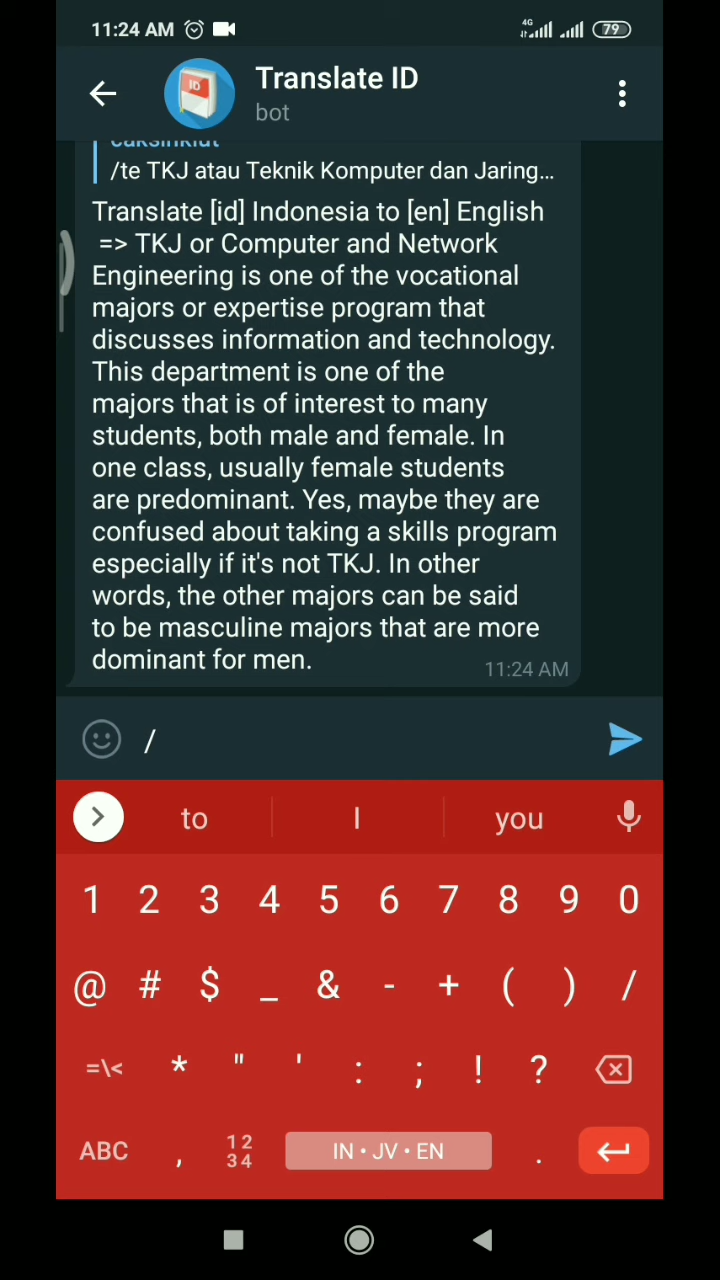 11:24 AM 4G 79
Translate ID
bot
ID
caksinklut
/te TKJ atau Teknik Komputer dan Jaring...
Translate [id] Indonesia to [en] English
=> TKJ or Computer and Network
Engineering is one of the vocational
majors or expertise program that
discusses information and technology.
This department is one of the
majors that is of interest to many
students, both male and female. In
one class, usually female students
are predominant. Yes, maybe they are
confused about taking a skills program
especially if it's not TKJ. In other
words, the other majors can be said
to be masculine majors that are more
dominant for men.
11:24 AM
/
to I you
1 2 3 4 5 6 7 8 9 0
@ # $ _ & - + ( ) /
=\< * " ' : ; ! ?
ABC , 12 34 IN • JV • EN .